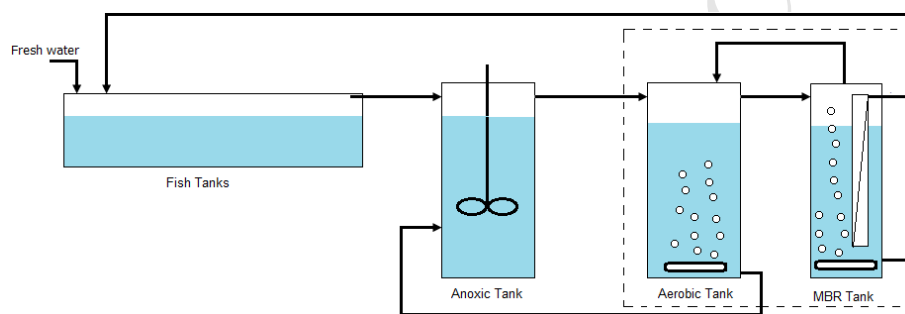 Fresh water
Fish Tanks
Anoxic Tank
Aerobic Tank
MBR Tank